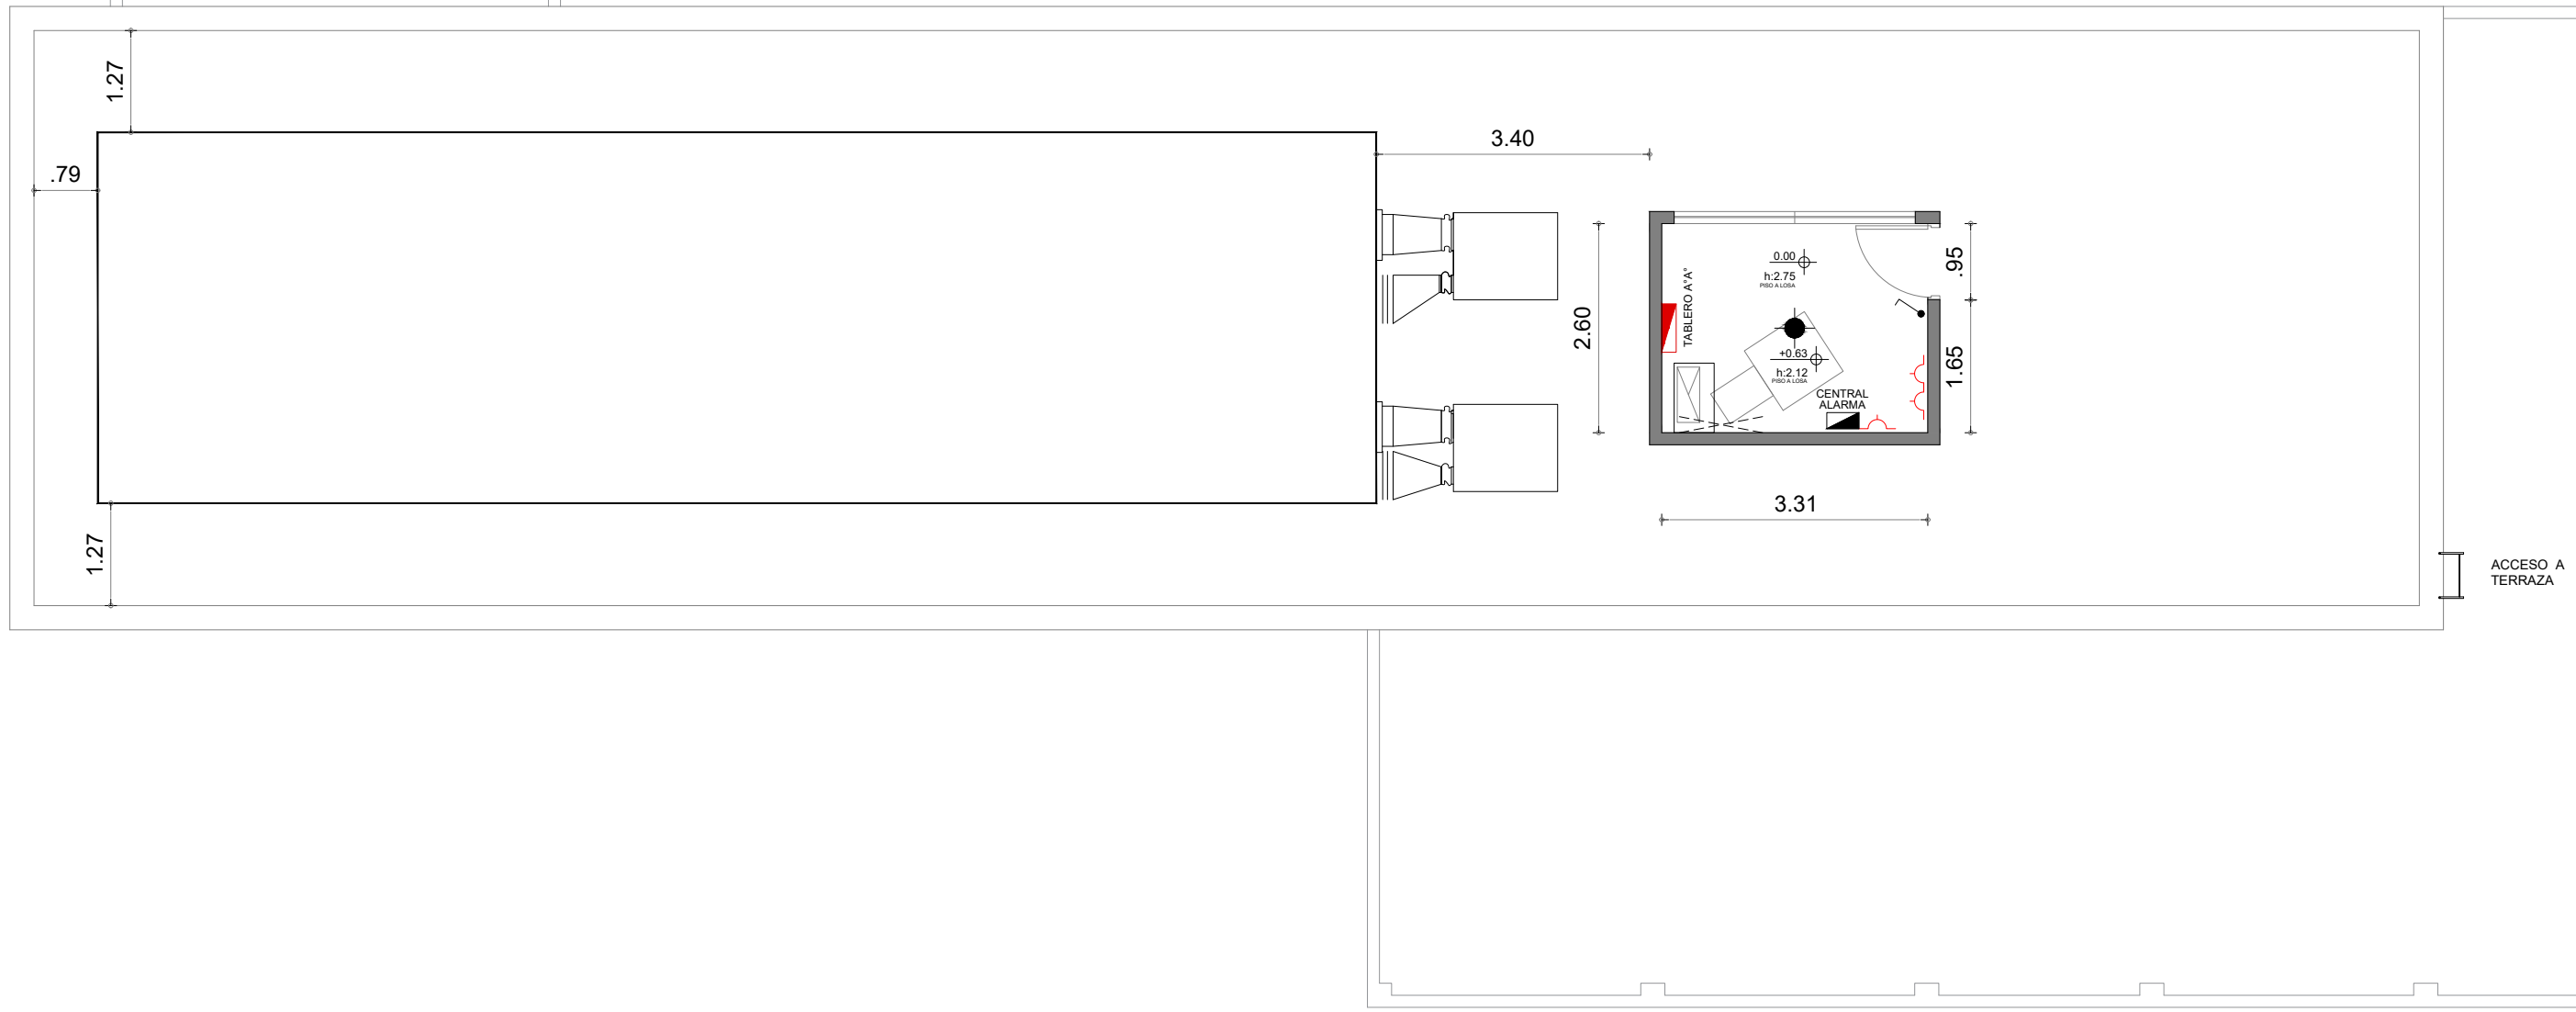 1.27
3.40
.79
0.00
h:2.75
PISO A LOSA
.95
TABLERO A°A°
2.60
+0.63
h:2.12
PISO A LOSA
1.65
CENTRAL
ALARMA
3.31
1.27
ACCESO A
TERRAZA